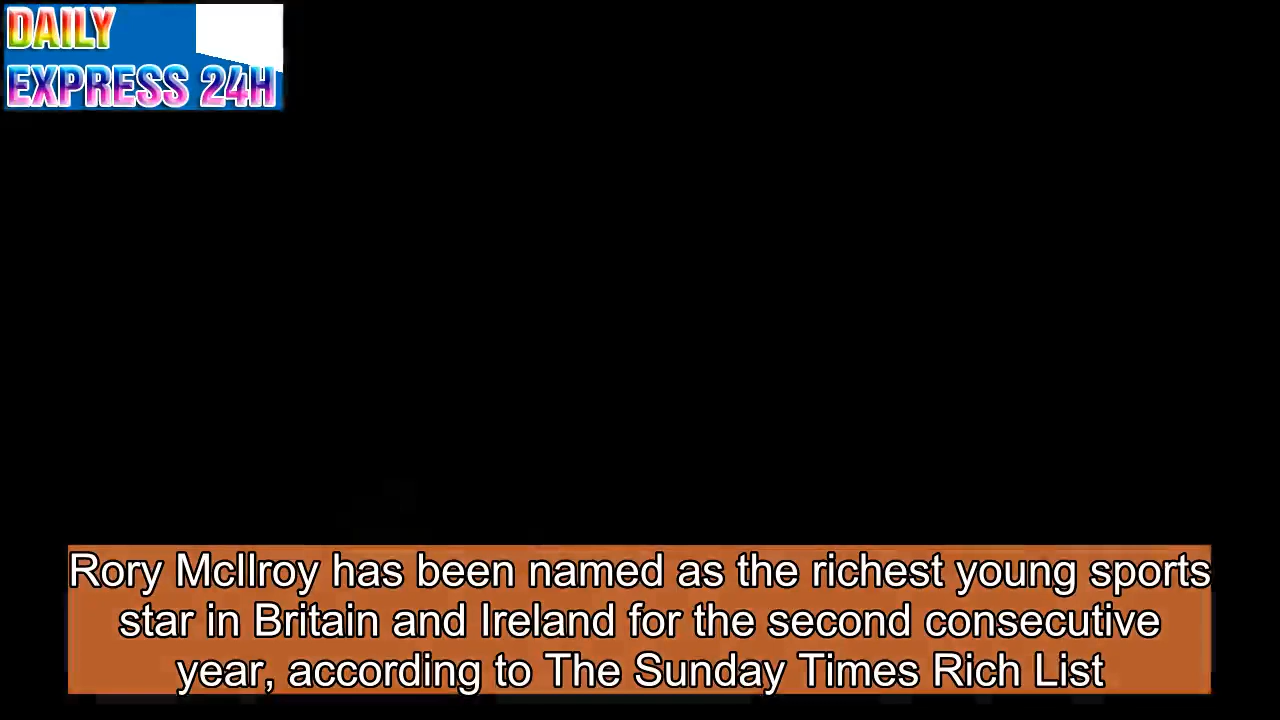 DAILY
EXPRESS 24H
Rory McIlroy has been named as the richest young sports
star in Britain and Ireland for the second consecutive
year, according to The Sunday Times Rich List